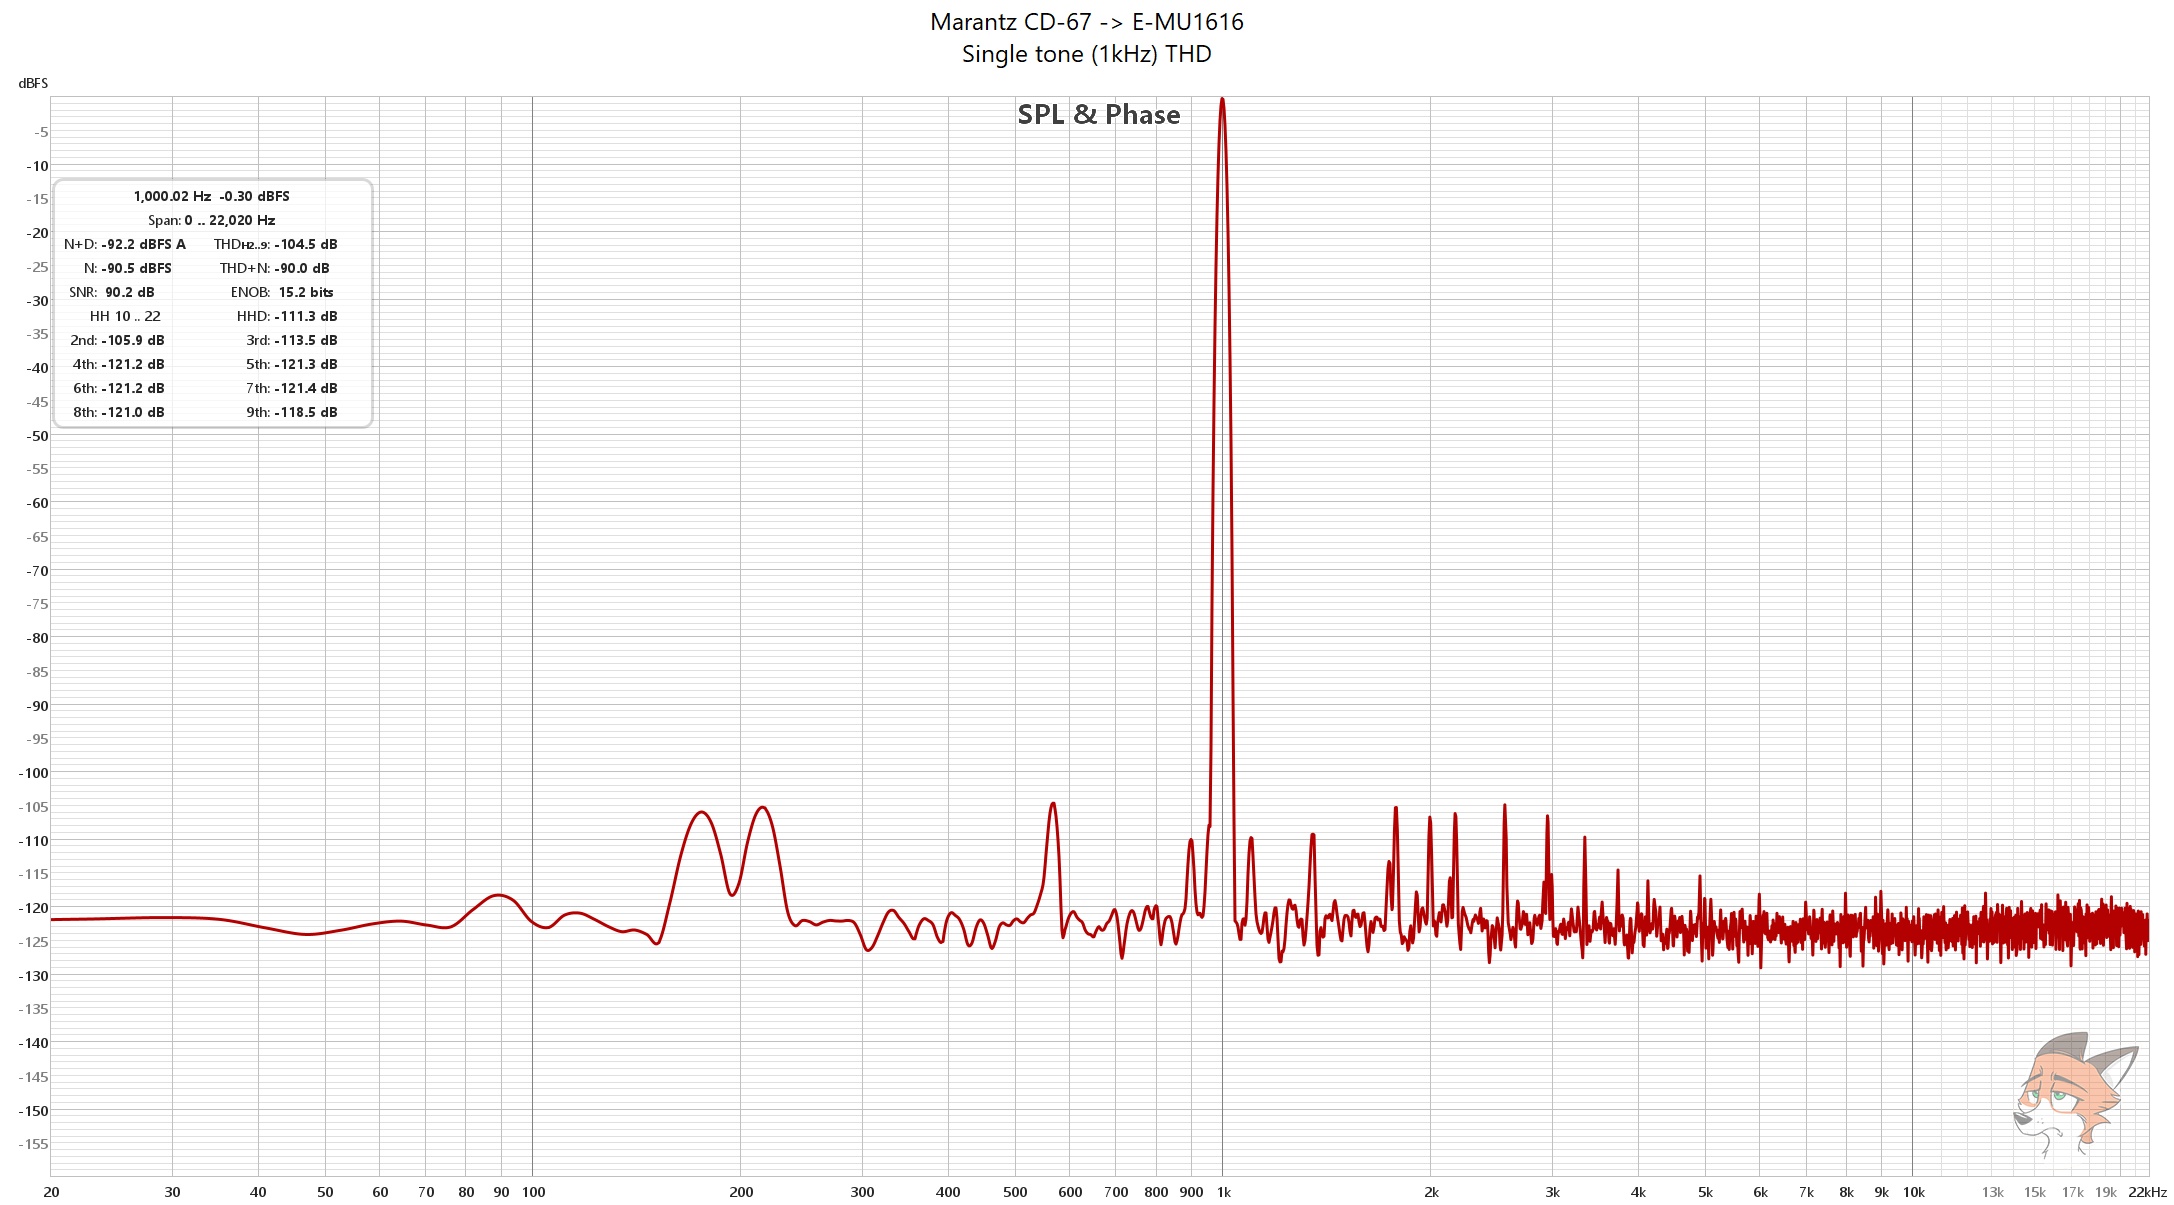 Marantz CD-67 -> E-MU1616
Single tone (1kHz) THD
dBFS
SPL & Phase
-5
-10
-15
-20
-25
-30
-35
-40
-45
-50
-55
-60
-65
-70
-75
-80
-85
-90
-95
-100
-105
-110
-115
-120
-125
-130
-135
-140
-145
-150
-155
1,000.02 Hz -0.30 dBFS
Span: 0 .. 22,020 Hz
N+D: -92.2 dBFS A THDH2..9: -104.5 dB
N: -90.5 dBFS THD+N: -90.0 dB
SNR: 90.2 dB ENOB: 15.2 bits
HH 10 .. 22 HHD: -111.3 dB
2nd: -105.9 dB 3rd: -113.5 dB
4th: -121.2 dB 5th: -121.3 dB
6th: -121.2 dB 7th: -121.4 dB
8th: -121.0 dB 9th: -118.5 dB
20 30 40 50 60 70 80 90 100 200 300 400 500 600 700 800 900 1k 2k 3k 4k 5k 6k 7k 8k 9k 10k 13k 15k 17k 19k 22kHz